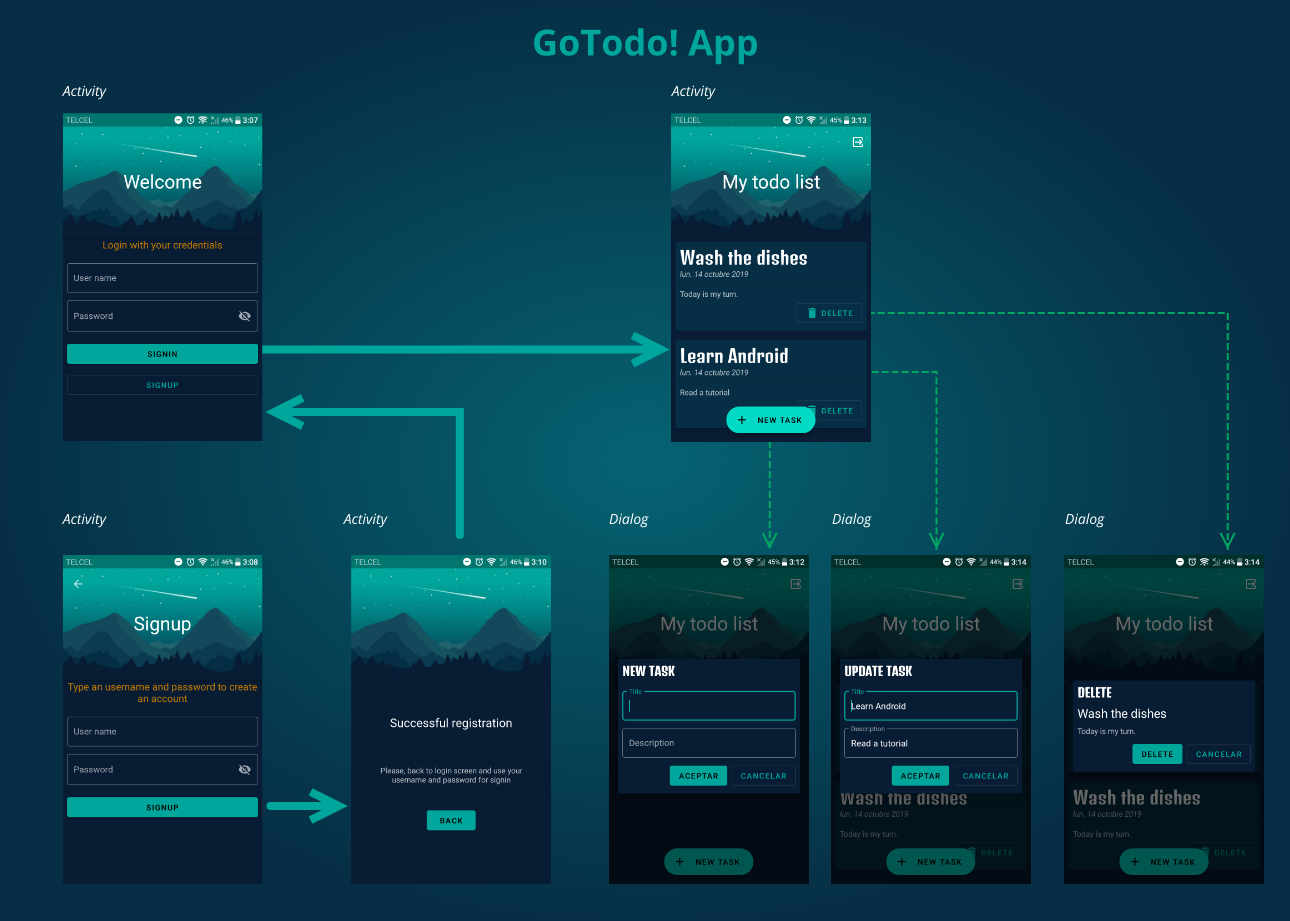 GoTodo! App
Activity
TELCEL 46% 3:07
Welcome
Login with your credentials
User name
Password
SIGNIN
SIGNUP
Activity
TELCEL 45% 3:13
My todo list
Wash the dishes
lun. 14 octubre 2019
Today is my turn.
DELETE
Learn Android
lun. 14 octubre 2019
Read a tutorial
DELETE
+ NEW TASK
Activity
TELCEL 46% 3:08
Signup
Type an username and password to create
an account
User name
Password
SIGNUP
Activity
TELCEL 46% 3:10
Successful registration
Please, back to login screen and use your
username and password for signin
BACK
Dialog
TELCEL 45% 3:12
My todo list
NEW TASK
Title
Description
ACEPTAR CANCELAR
+ NEW TASK
Dialog
TELCEL 44% 3:14
My todo list
UPDATE TASK
Title
Learn Android
Description
Read a tutorial
ACEPTAR CANCELAR
Wash the dishes
lun. 14 octubre 2019
Today is my turn.
DELETE
+ NEW TASK
Dialog
TELCEL 44% 3:14
My todo list
DELETE
Wash the dishes
Today is my turn.
DELETE CANCELAR
Wash the dishes
lun. 14 octubre 2019
Today is my turn.
DELETE
+ NEW TASK